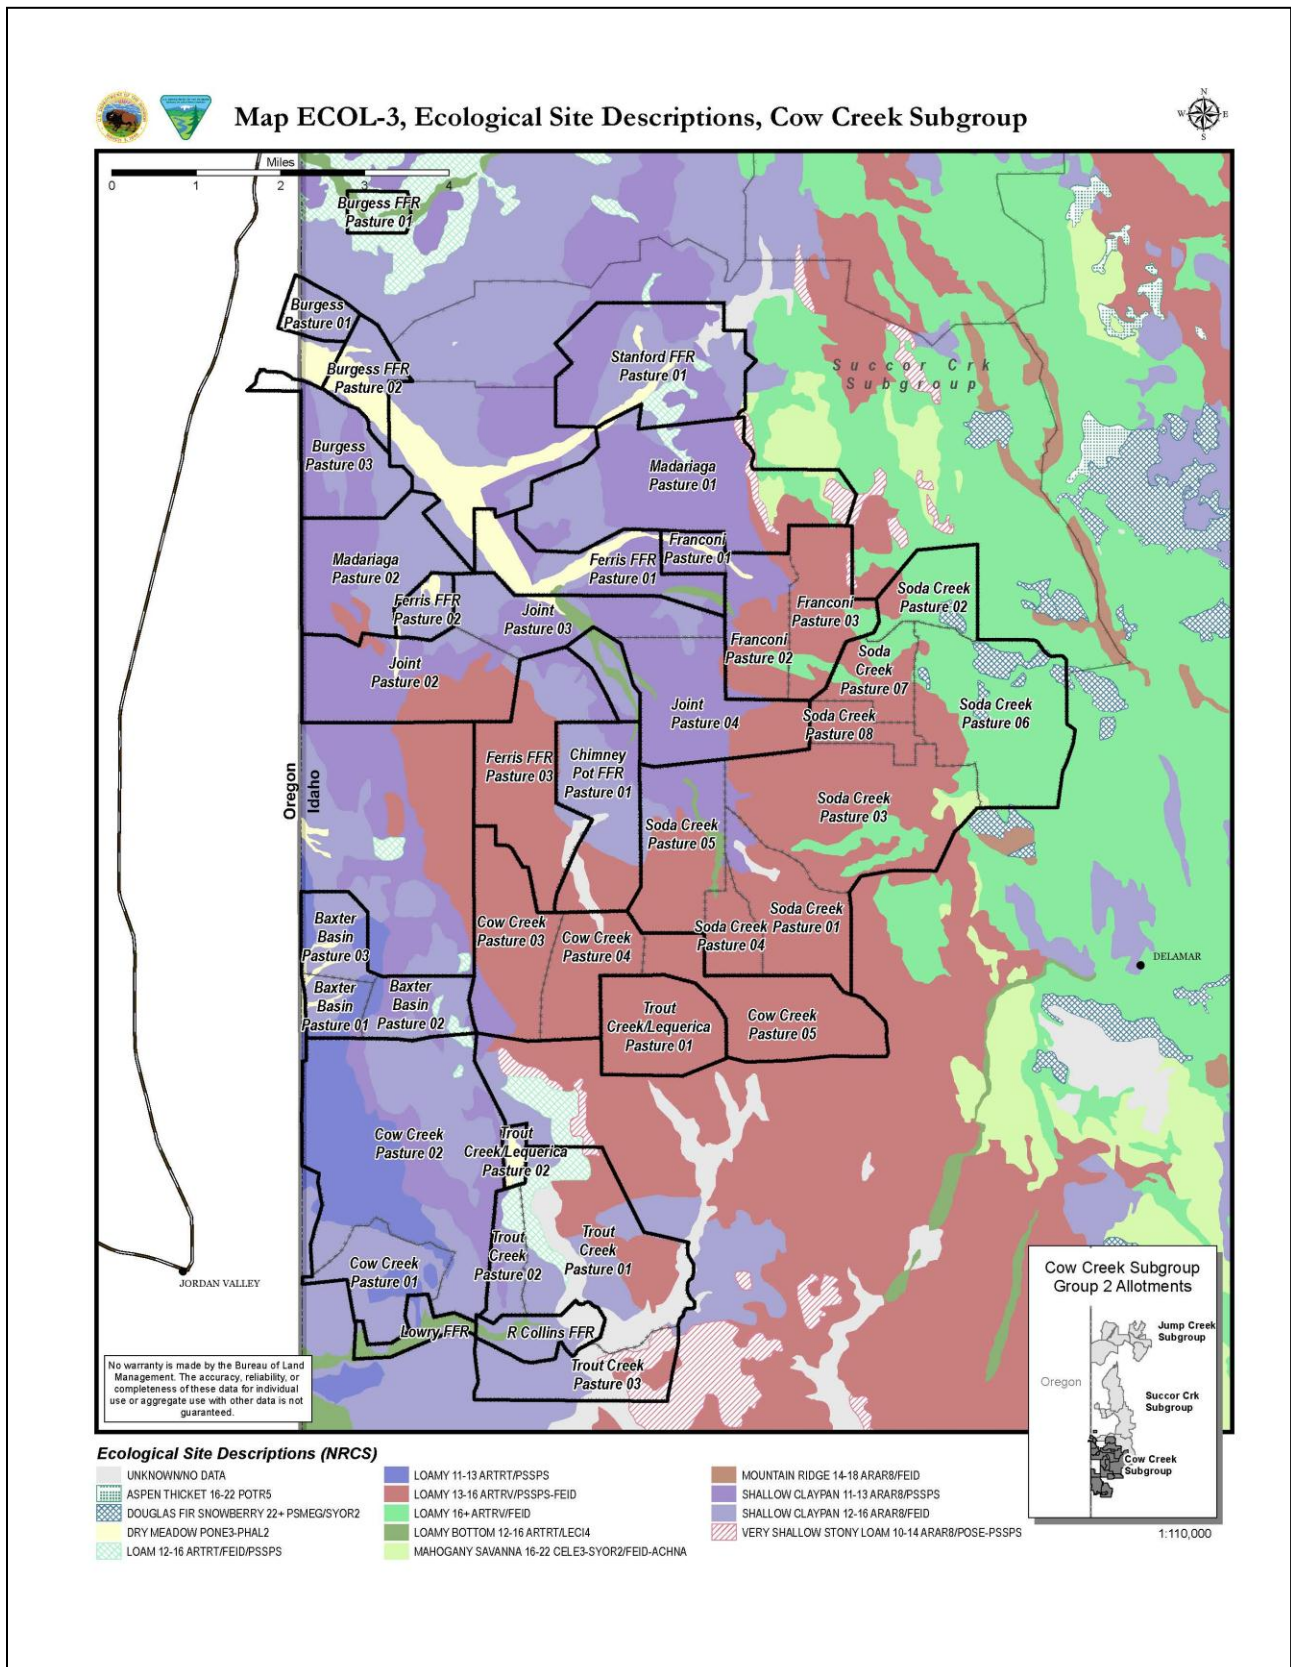 Map ECOL-3, Ecological Site Descriptions, Cow Creek Subgroup
N
W
E
S
Miles
0
1
2
3
4
Burgess FFR
Pasture 01
Burgess
Pasture 01
Burgess FFR
Pasture 02
Stanford FFR
Pasture 01
Succor Crk
Subgroup
Burgess
Pasture 03
Madariaga
Pasture 01
Madariaga
Pasture 02
Ferris FFR
Pasture 01
Franconi
Pasture 01
Ferris FFR
Pasture 02
Joint
Pasture 03
Franconi
Pasture 03
Soda Creek
Pasture 02
Franconi
Pasture 02
Joint
Pasture 02
Soda
Creek
Pasture 07
Joint
Pasture 04
Soda Creek
Pasture 08
Soda Creek
Pasture 06
Oregon
Idaho
Ferris FFR
Pasture 03
Chimney
Pot FFR
Pasture 01
Soda Creek
Pasture 03
Soda Creek
Pasture 05
Baxter
Basin
Pasture 03
Cow Creek
Pasture 03
Cow Creek
Pasture 04
Soda Creek
Pasture 04
Soda Creek
Pasture 01
DELAMAR
Baxter
Basin
Pasture 01
Baxter
Basin
Pasture 02
Trout
Creek/Lequerica
Pasture 01
Cow Creek
Pasture 05
Cow Creek
Pasture 02
Trout
Creek/Lequerica
Pasture 02
Trout
Creek
Pasture 02
Trout
Creek
Pasture 01
Cow Creek
Pasture 01
JORDAN VALLEY
Lowry FFR
R Collins FFR
Trout Creek
Pasture 03
No warranty is made by the Bureau of Land
Management. The accuracy, reliability, or
completeness of these data for individual
use or aggregate use with other data is not
guaranteed.
Cow Creek Subgroup
Group 2 Allotments
Jump Creek
Subgroup
Oregon
Succor Crk
Subgroup
Cow Creek
Subgroup
1:110,000
Ecological Site Descriptions (NRCS)
UNKNOWN/NO DATA
ASPEN THICKET 16-22 POTR5
DOUGLAS FIR SNOWBERRY 22+ PSMEG/SYOR2
DRY MEADOW PONE3-PHAL2
LOAM 12-16 ARTRT/FEID/PSSPS
LOAMY 11-13 ARTRT/PSSPS
LOAMY 13-16 ARTRV/PSSPS-FEID
LOAMY 16+ARTRV/FEID
LOAMY BOTTOM 12-16 ARTRT/LECI4
MAHOGANY SAVANNA 16-22 CELE3-SYOR2/FEID-ACHNA
MOUNTAIN RIDGE 14-18 ARAR8/FEID
SHALLOW CLAYPAN 11-13 ARAR8/PSSPS
SHALLOW CLAYPAN 12-16 ARAR8/FEID
VERY SHALLOW STONY LOAM 10-14 ARAR8/POSE-PSSPS